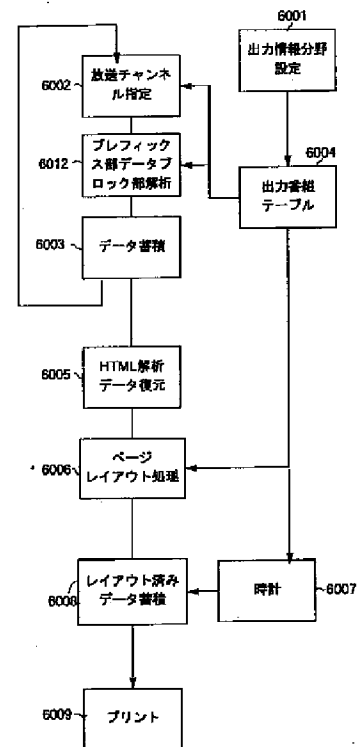 6001
出力情報分野
設定
6002
放送チャンネ
ル指定
6012
プレフィック
ス部データブ
ロック部解析
6004
出力番組
テーブル
6003
データ蓄積
6005
HTML解析
データ復元
6006
ページ
レイアウト処理
6008
レイアウト済み
データ蓄積
時計
6007
6009
プリント